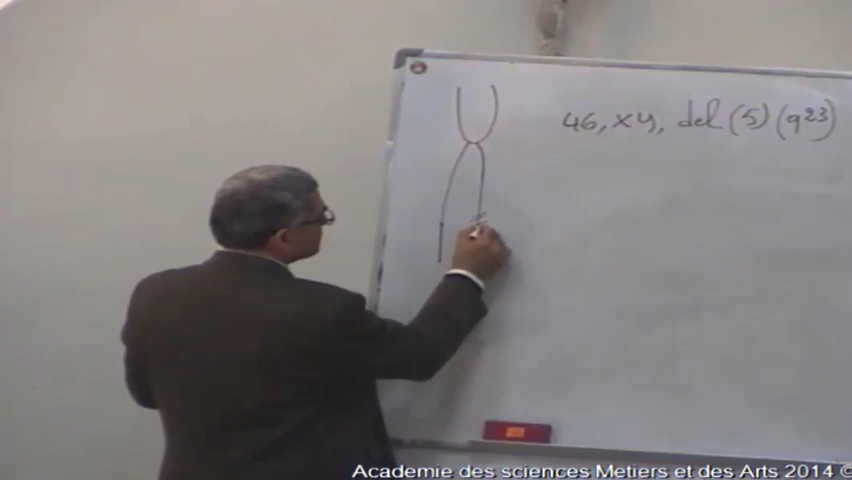 46, xy, del (5) (q23)
Academie des sciences Metiers et des Arts 2014 ©